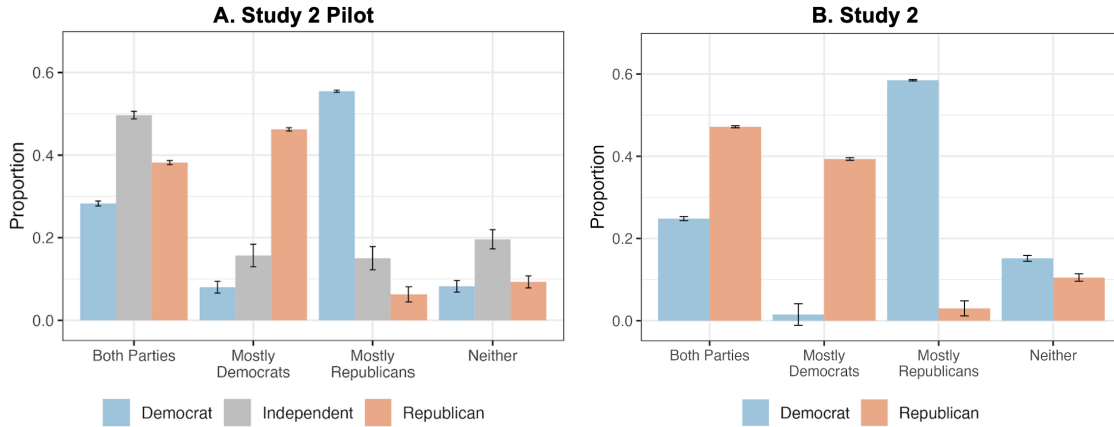 A. Study 2 Pilot
Proportion
0.6
0.4
0.2
0.0
Both Parties
Mostly
Democrats
Mostly
Republicans
Neither
Democrat
Independent
Republican
B. Study 2
Proportion
0.6
0.4
0.2
0.0
Both Parties
Mostly
Democrats
Mostly
Republicans
Neither
Democrat
Republican